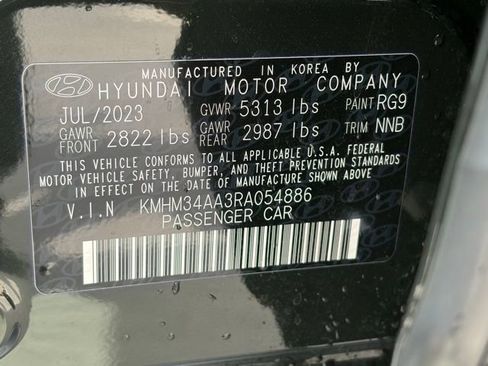 MANUFACTURED IN KOREA BY
HYUNDAI MOTOR COMPANY
JUL/2023 GVWR 5313 lbs PAINT RG9
GAWR FRONT 2822 lbs GAWR REAR 2987 lbs TRIM NNB
THIS VEHICLE CONFORMS TO ALL APPLICABLE U.S.A. FEDERAL
MOTOR VEHICLE SAFETY, BUMPER, AND THEFT PREVENTION STANDARDS
IN EFFECT ON THE DATE OF MANUFACTURE SHOWN ABOVE.
V.I.N KMHM34AA3RA054886
PASSENGER CAR